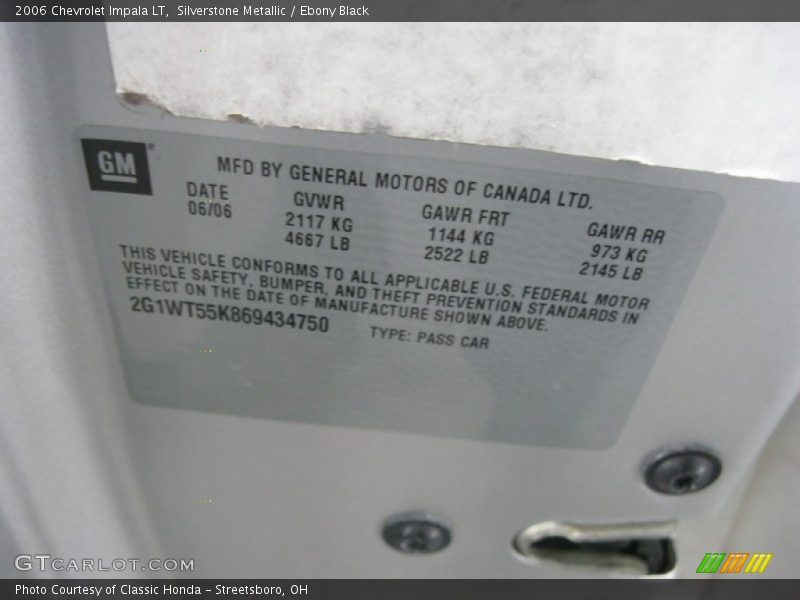 2006 Chevrolet Impala LT, Silverstone Metallic / Ebony Black
GM
MFD BY GENERAL MOTORS OF CANADA LTD.
DATE GVWR GAWR FRT GAWR RR
06/06 2117 KG 1144 KG 973 KG
4667 LB 2522 LB 2145 LB
THIS VEHICLE CONFORMS TO ALL APPLICABLE U.S. FEDERAL MOTOR
VEHICLE SAFETY, BUMPER, AND THEFT PREVENTION STANDARDS IN
EFFECT ON THE DATE OF MANUFACTURE SHOWN ABOVE.
2G1WT55K869434750 TYPE: PASS CAR
GTCARLOT.COM
Photo Courtesy of Classic Honda - Streetsboro, OH